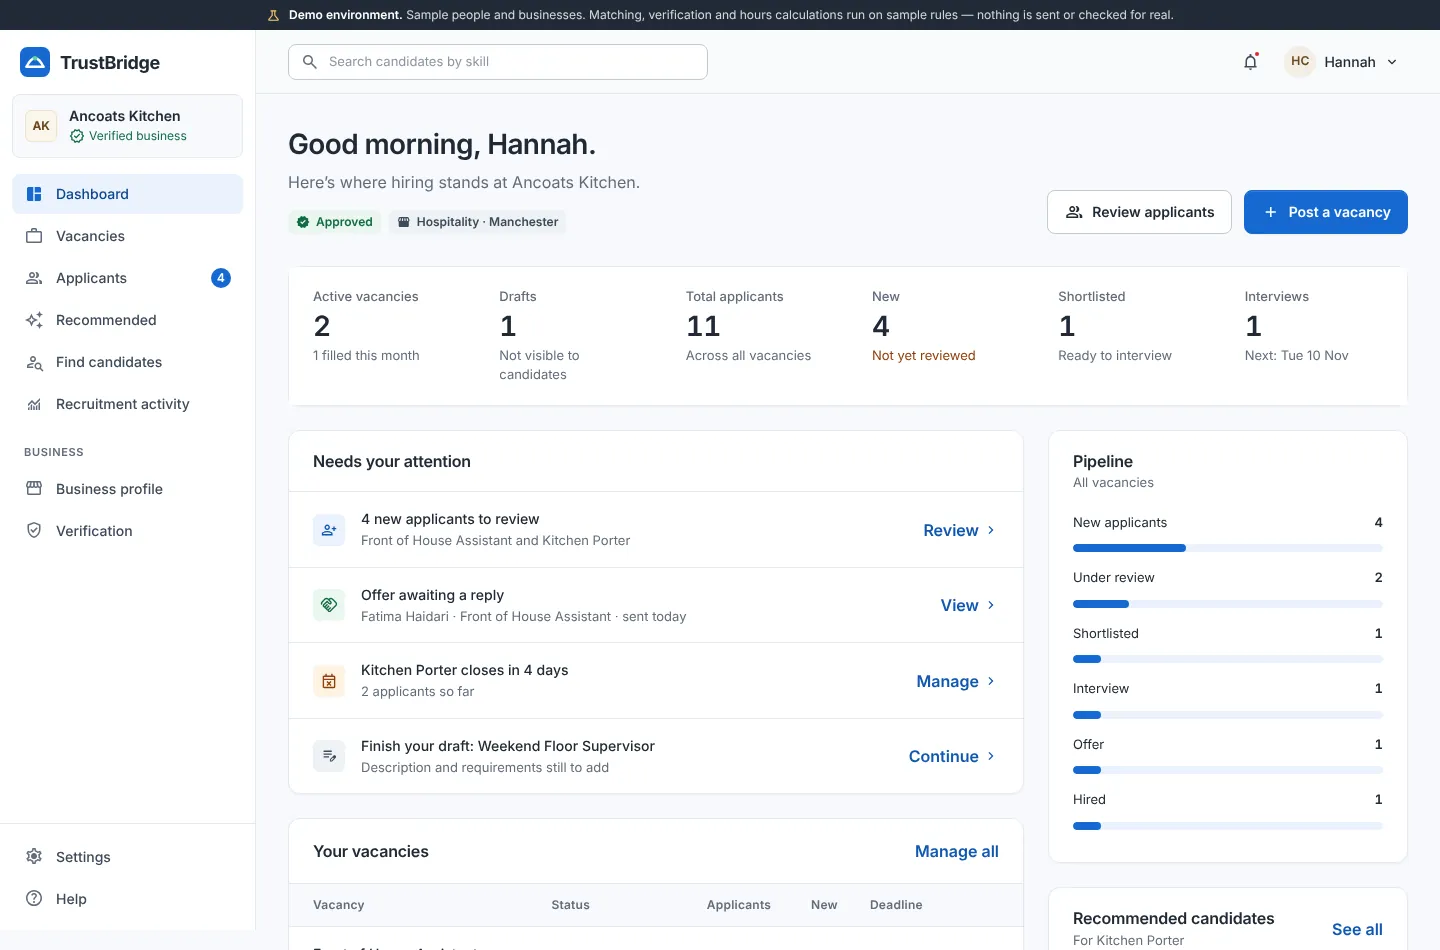 Demo environment. Sample people and businesses. Matching, verification and hours calculations run on sample rules — nothing is sent or checked for real.
TrustBridge
Search candidates by skill
HC Hannah
AK
Ancoats Kitchen
Verified business
Dashboard
Vacancies
Applicants 4
Recommended
Find candidates
Recruitment activity
BUSINESS
Business profile
Verification
Settings
Help
Good morning, Hannah.
Here’s where hiring stands at Ancoats Kitchen.
Approved Hospitality · Manchester
Review applicants
+ Post a vacancy
Active vacancies
2
1 filled this month
Drafts
1
Not visible to
candidates
Total applicants
11
Across all vacancies
New
4
Not yet reviewed
Shortlisted
1
Ready to interview
Interviews
1
Next: Tue 10 Nov
Needs your attention
4 new applicants to review
Front of House Assistant and Kitchen Porter
Review
Offer awaiting a reply
Fatima Haidari · Front of House Assistant · sent today
View
Kitchen Porter closes in 4 days
2 applicants so far
Manage
Finish your draft: Weekend Floor Supervisor
Description and requirements still to add
Continue
Your vacancies
Manage all
Vacancy Status Applicants New Deadline
Pipeline
All vacancies
New applicants 4
Under review 2
Shortlisted 1
Interview 1
Offer 1
Hired 1
Recommended candidates
For Kitchen Porter
See all